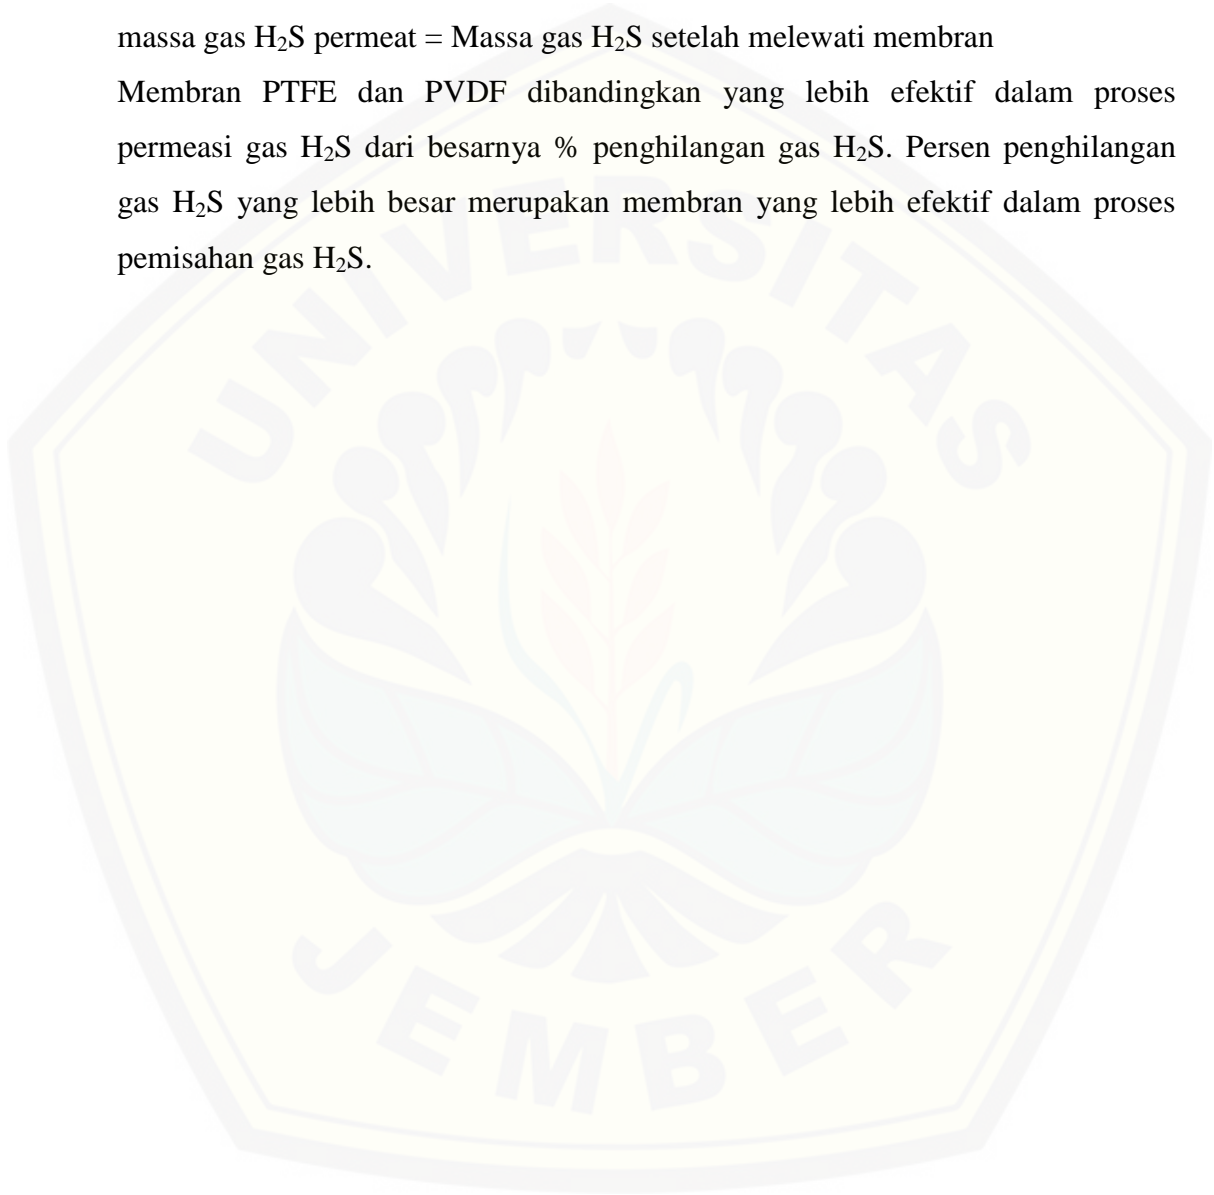 massa gas H₂S permeat = Massa gas H₂S setelah melewati membran
Membran PTFE dan PVDF dibandingkan yang lebih efektif dalam proses
permeasi gas H₂S dari besarnya % penghilangan gas H₂S. Persen penghilangan
gas H₂S yang lebih besar merupakan membran yang lebih efektif dalam proses
pemisahan gas H₂S.
UNIVERSITAS
JEMBER